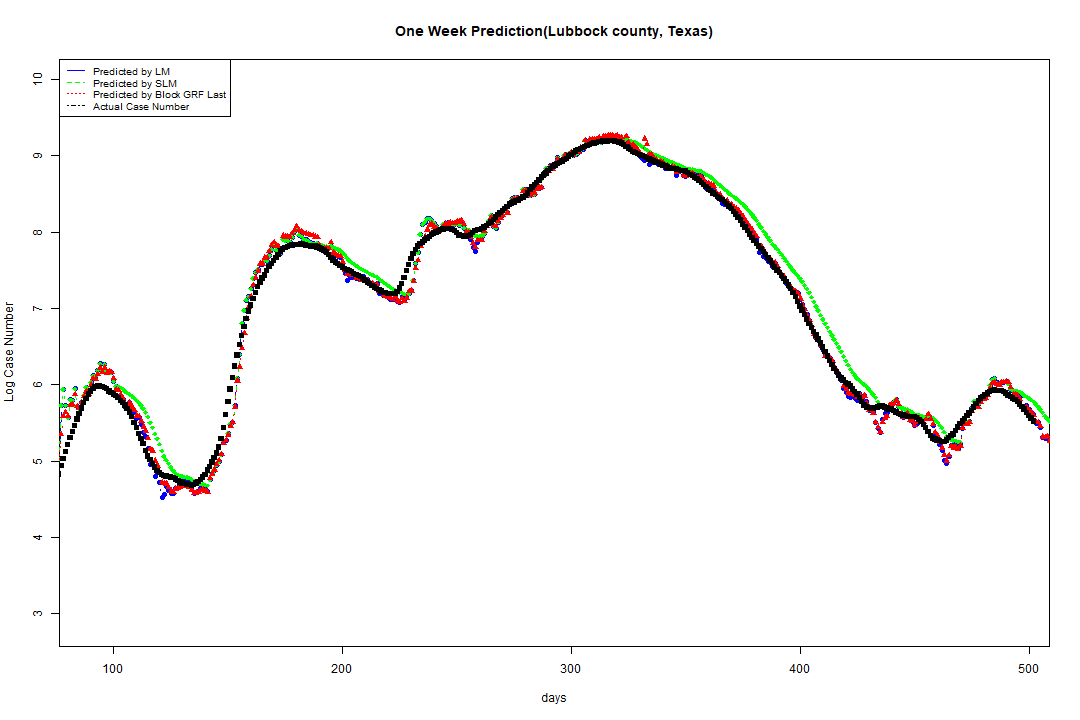 One Week Prediction(Lubbock county, Texas)
Predicted by LM
Predicted by SLM
Predicted by Block GRF Last
Actual Case Number
10
9
8
7
6
5
4
3
Log Case Number
100 200 300 400 500
days